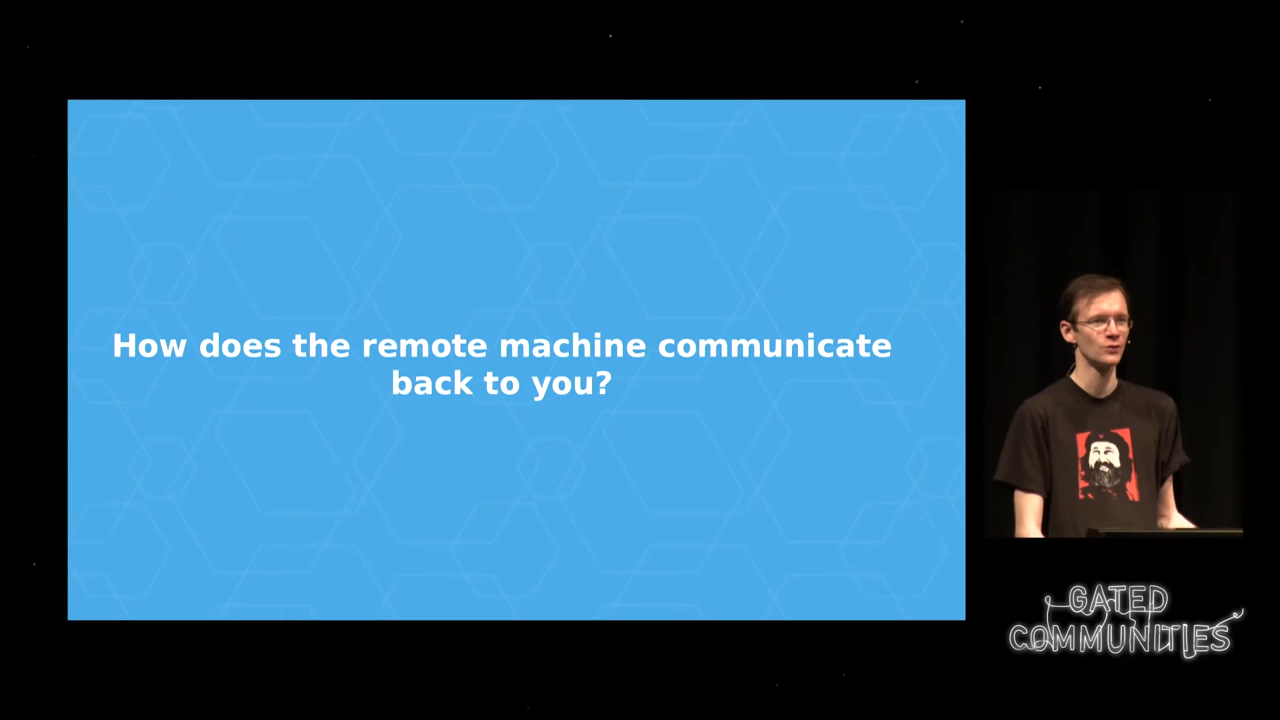 How does the remote machine communicate
back to you?
GATED
COMMUNITIES